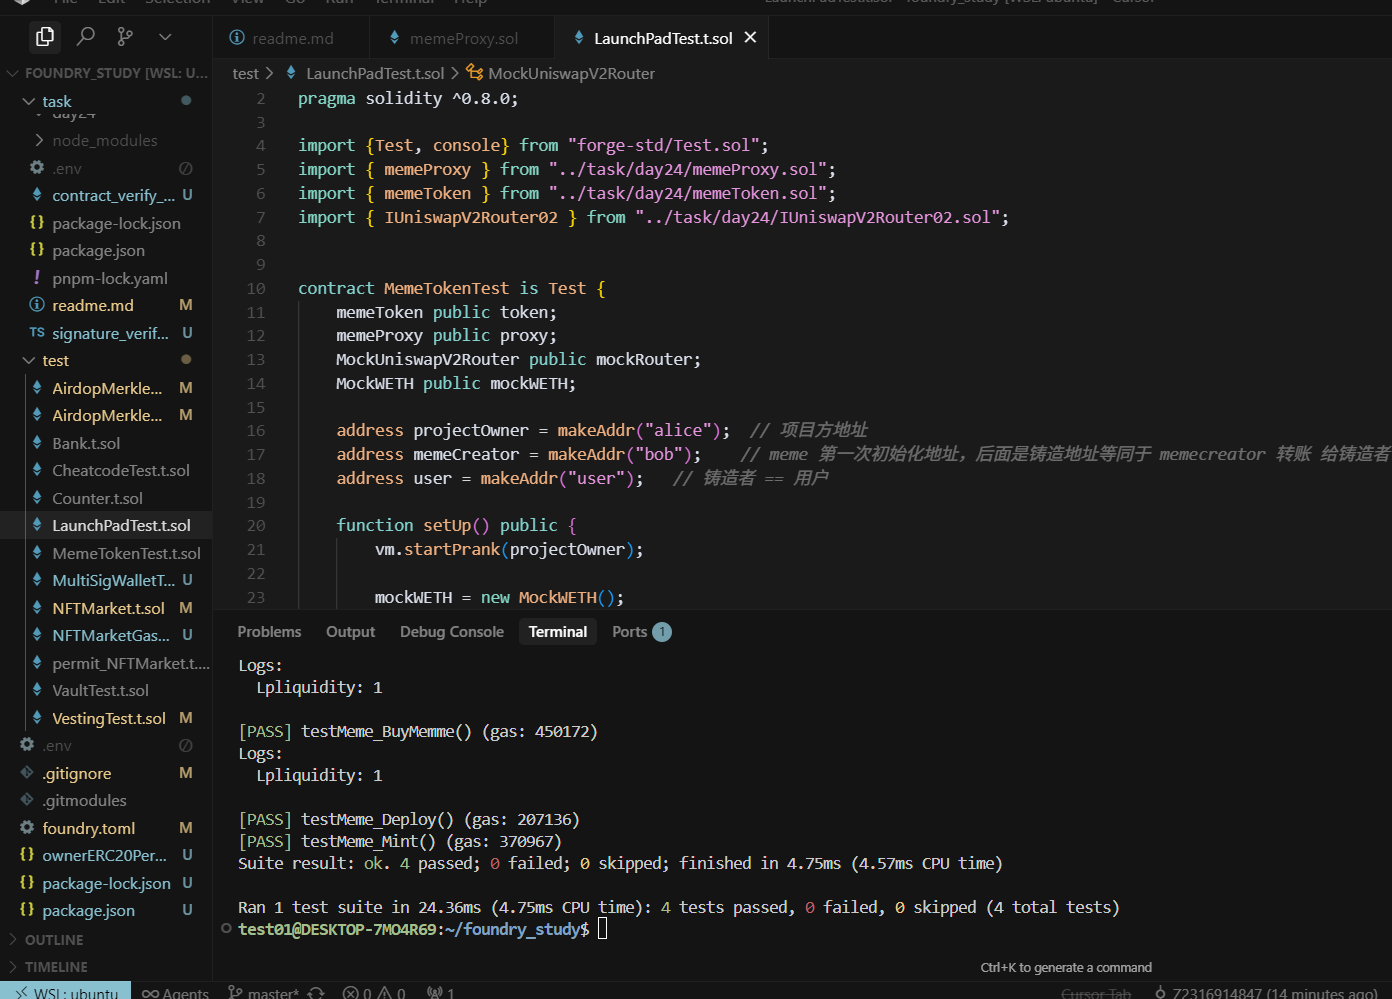 readme.md
memeProxy.sol
LaunchPadTest.t.sol
FOUNDRY_STUDY [WSL: U...
task
day24
node_modules
.env
contract_verify_... U
package-lock.json
package.json
pnpm-lock.yaml
readme.md M
TS signature_verif... U
test
AirdopMerkle... M
AirdopMerkle... M
Bank.t.sol
CheatcodeTest.t.sol
Counter.t.sol
LaunchPadTest.t.sol
MemeTokenTest.t.sol
MultiSigWalletT... U
NFTMarket.t.sol M
NFTMarketGas... U
permit_NFTMarket.t....
VaultTest.t.sol
VestingTest.t.sol M
.env
.gitignore M
.gitmodules
foundry.toml M
ownerERC20Per... U
package-lock.json U
package.json U
OUTLINE
TIMELINE
test > LaunchPadTest.t.sol > MockUniswapV2Router
2 pragma solidity ^0.8.0;
3
4 import {Test, console} from "forge-std/Test.sol";
5 import { memeProxy } from "../task/day24/memeProxy.sol";
6 import { memeToken } from "../task/day24/memeToken.sol";
7 import { IUniswapV2Router02 } from "../task/day24/IUniswapV2Router02.sol";
8
9
10 contract MemeTokenTest is Test {
11 memeToken public token;
12 memeProxy public proxy;
13 MockUniswapV2Router public mockRouter;
14 MockWETH public mockWETH;
15
16 address projectOwner = makeAddr("alice"); // 项目方地址
17 address memeCreator = makeAddr("bob"); // meme 第一次初始化地址，后面是铸造地址等同于 memecreator 转账 给铸造者
18 address user = makeAddr("user"); // 铸造者 == 用户
19
20 function setUp() public {
21 vm.startPrank(projectOwner);
22
23 mockWETH = new MockWETH();
Problems Output Debug Console Terminal Ports 1
Logs:
Lpliquidity: 1
[PASS] testMeme_BuyMemme() (gas: 450172)
Logs:
Lpliquidity: 1
[PASS] testMeme_Deploy() (gas: 207136)
[PASS] testMeme_Mint() (gas: 370967)
Suite result: ok. 4 passed; 0 failed; 0 skipped; finished in 4.75ms (4.57ms CPU time)
Ran 1 test suite in 24.36ms (4.75ms CPU time): 4 tests passed, 0 failed, 0 skipped (4 total tests)
test01@DESKTOP-7MO4R69:~/foundry_study$
Ctrl+K to generate a command
WSL: ubuntu Agents master* 0 0 1 Cursor Tab 72316914847 (14 minutes ago)